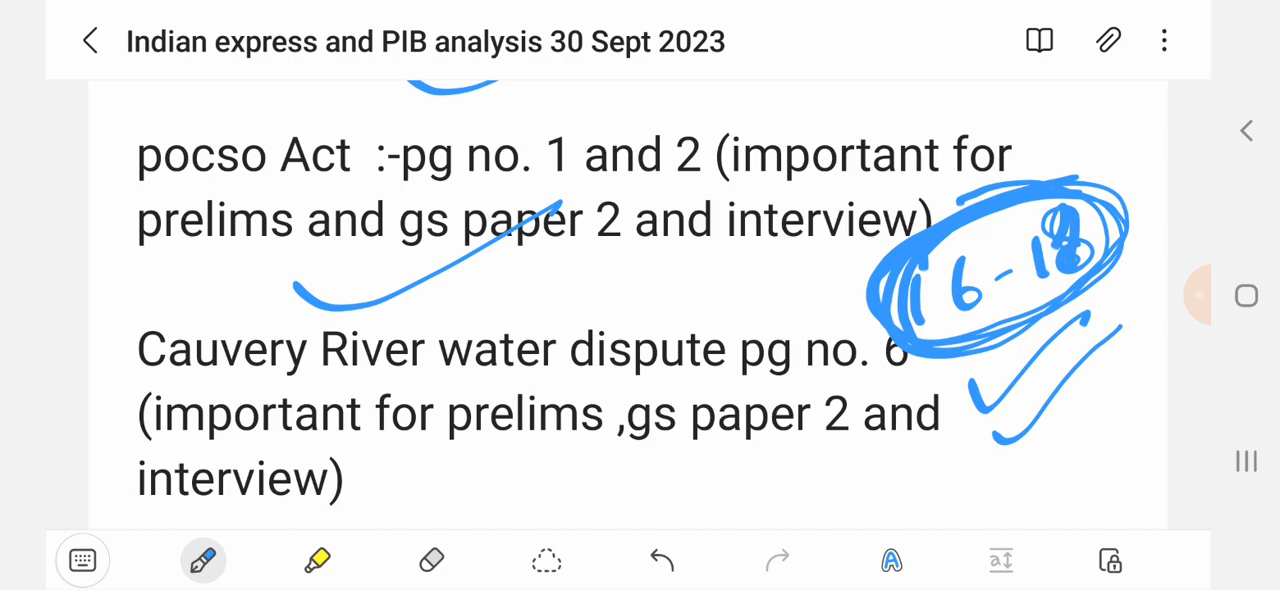 Indian express and PIB analysis 30 Sept 2023
pocso Act :-pg no. 1 and 2 (important for
prelims and gs paper 2 and interview)
16-18
Cauvery River water dispute pg no. 6
(important for prelims ,gs paper 2 and
interview)